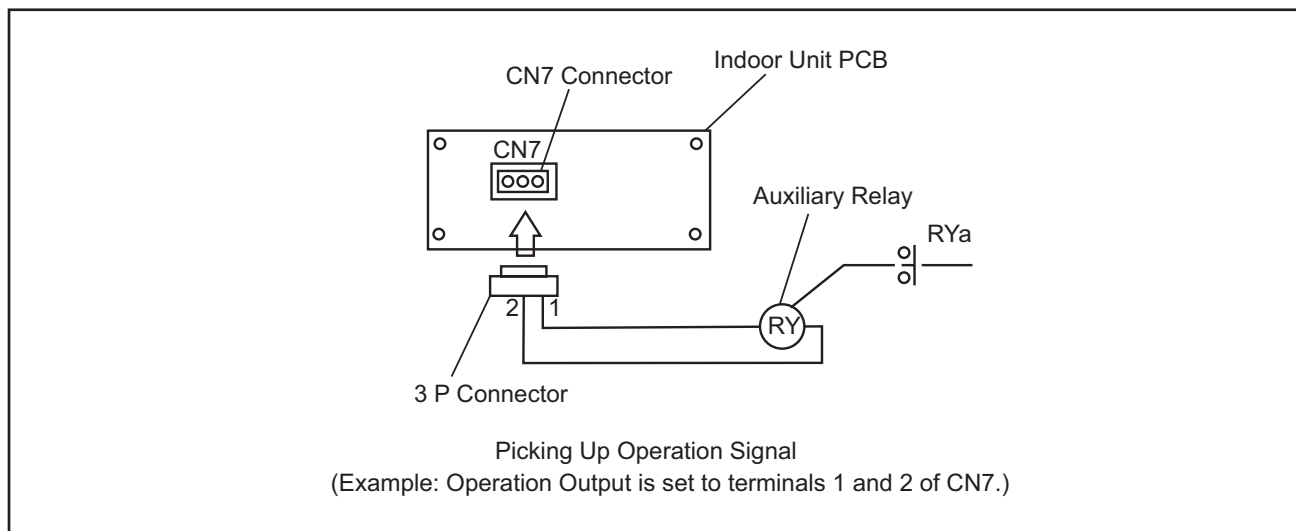 Indoor Unit PCB
CN7 Connector
CN7
Auxiliary Relay
RYa
2 1
RY
3 P Connector
Picking Up Operation Signal
(Example: Operation Output is set to terminals 1 and 2 of CN7.)